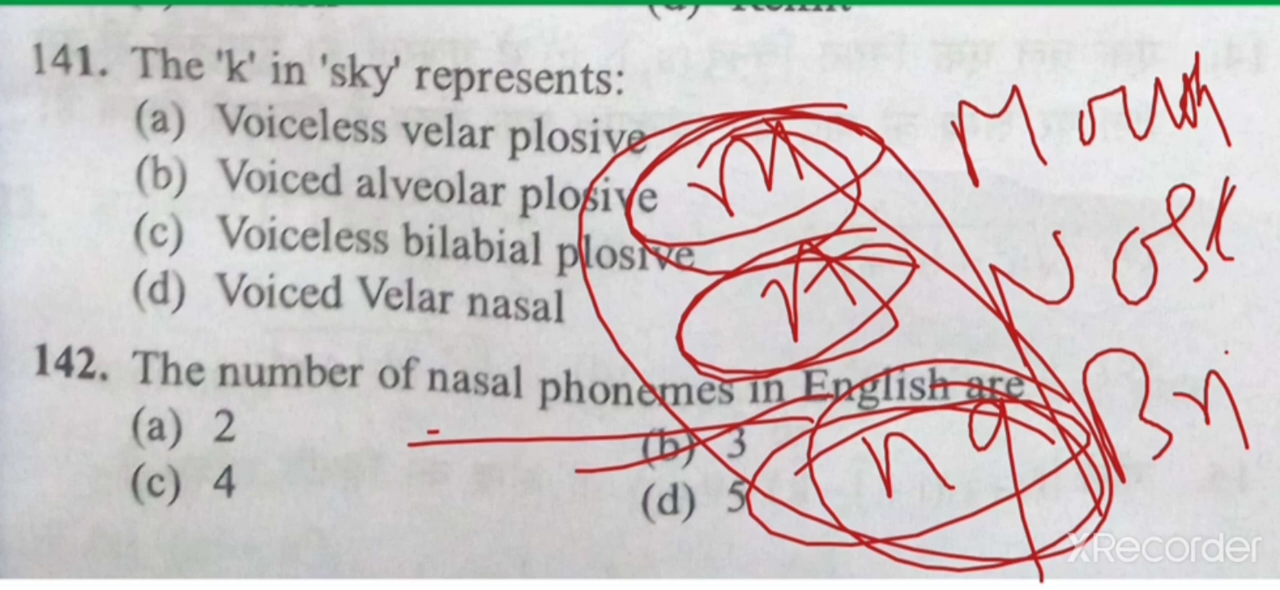 141. The 'k' in 'sky' represents:
(a) Voiceless velar plosive
(b) Voiced alveolar plosive
(c) Voiceless bilabial plosive
(d) Voiced Velar nasal
142. The number of nasal phonemes in English are
(a) 2 (b) 3
(c) 4 (d) 5
m
n
ng
Mouth
Nose
XRecorder